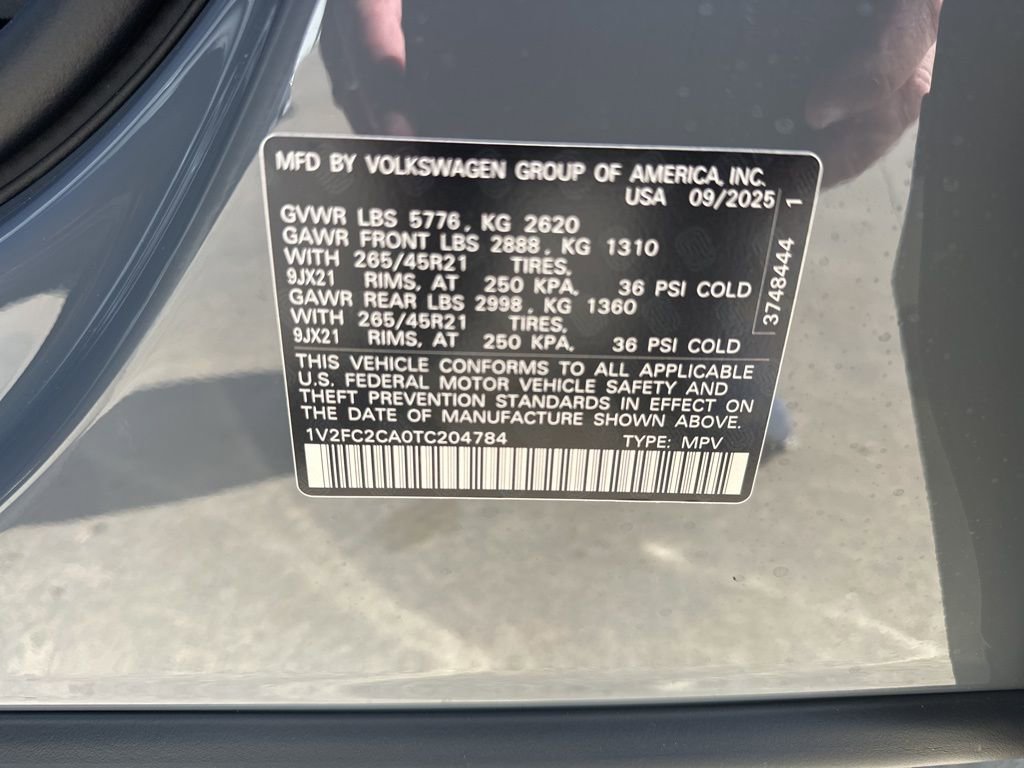 MFD BY VOLKSWAGEN GROUP OF AMERICA, INC.
USA 09/2025
GVWR LBS 5776, KG 2620
GAWR FRONT LBS 2888, KG 1310
WITH 265/45R21 TIRES,
9JX21 RIMS, AT 250 KPA, 36 PSI COLD
GAWR REAR LBS 2998, KG 1360
WITH 265/45R21 TIRES,
9JX21 RIMS, AT 250 KPA, 36 PSI COLD
THIS VEHICLE CONFORMS TO ALL APPLICABLE
U.S. FEDERAL MOTOR VEHICLE SAFETY AND
THEFT PREVENTION STANDARDS IN EFFECT ON
THE DATE OF MANUFACTURE SHOWN ABOVE.
1V2FC2CA0TC204784 TYPE: MPV
3748444 1